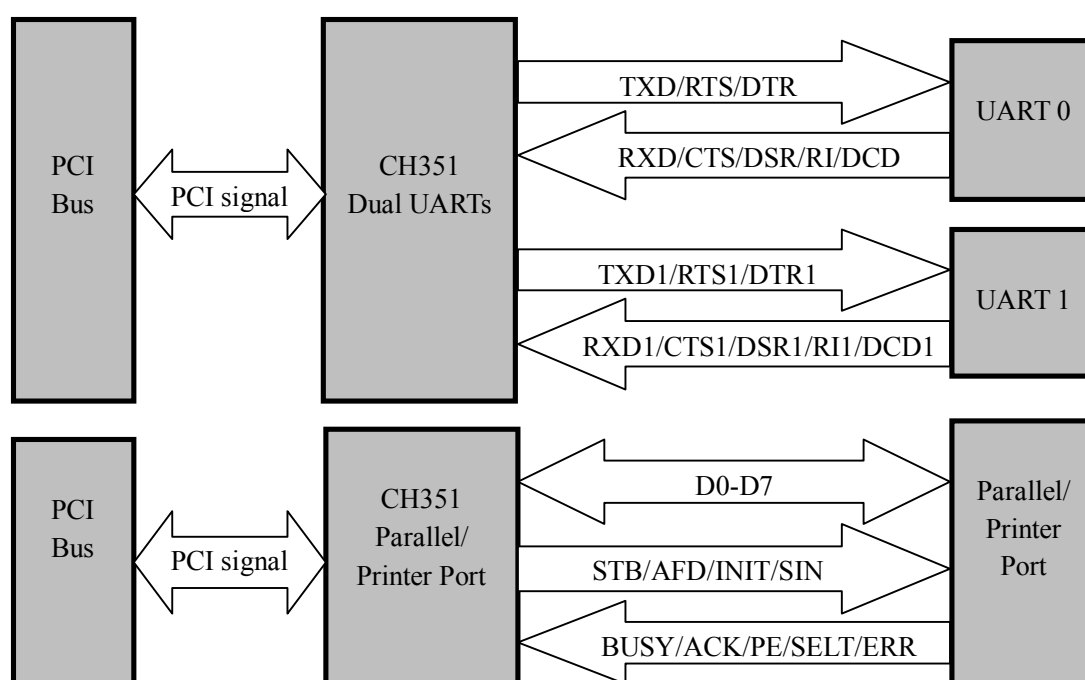 PCI
Bus
PCI signal
CH351
Dual UARTs
TXD/RTS/DTR
RXD/CTS/DSR/RI/DCD
UART 0
TXD1/RTS1/DTR1
RXD1/CTS1/DSR1/RI1/DCD1
UART 1
PCI
Bus
PCI signal
CH351
Parallel/
Printer Port
D0-D7
STB/AFD/INIT/SIN
BUSY/ACK/PE/SELT/ERR
Parallel/
Printer
Port